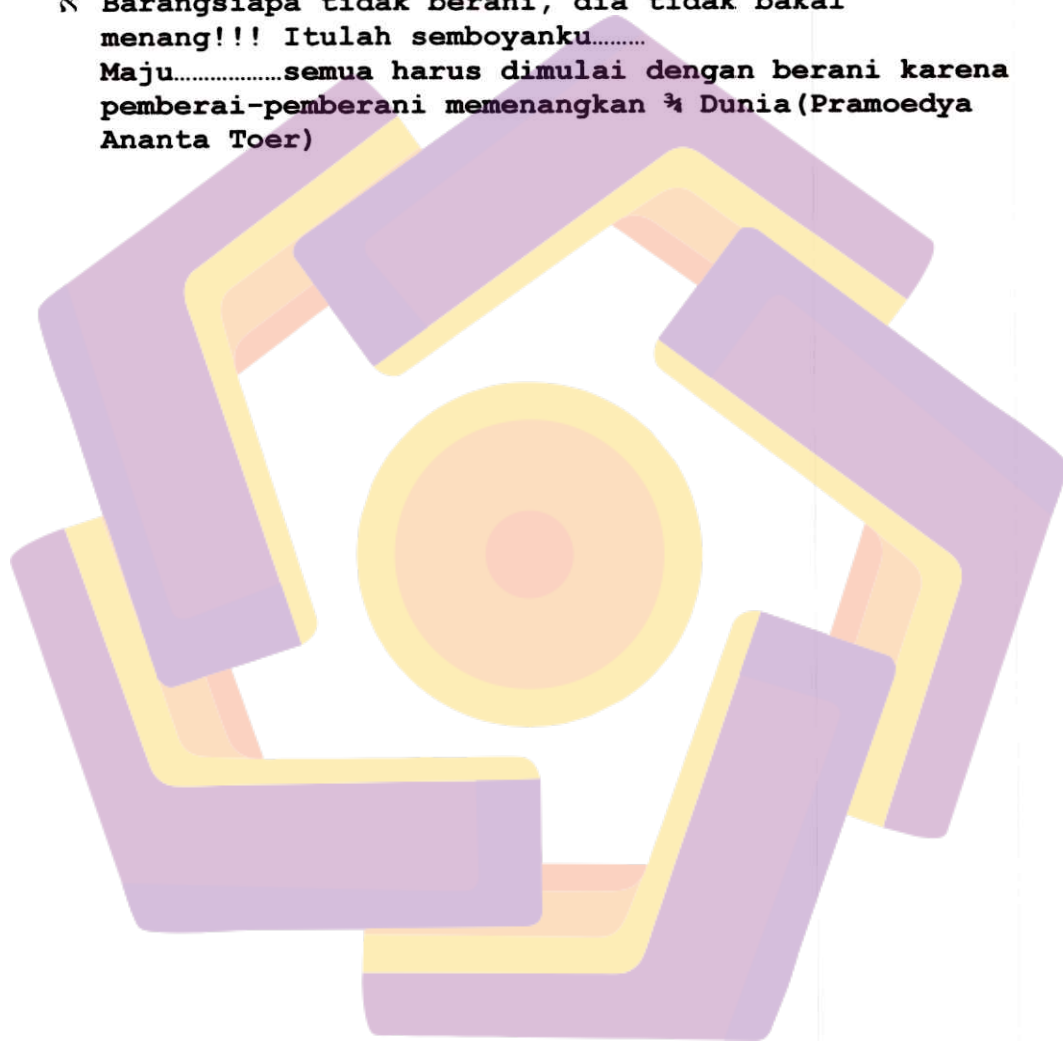 א Barangsiapa tidak berani, dia tidak bakal
menang!!! Itulah semboyanku………
Maju………………semua harus dimulai dengan berani karena
pemberai-pemberani memenangkan ¾ Dunia(Pramoedya
Ananta Toer)